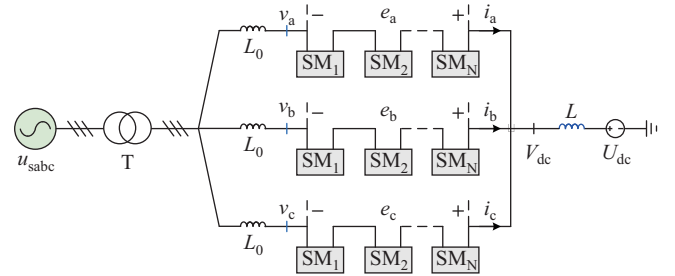 v_a − e_a + i_a
L_0 SM_1 SM_2 SM_N
v_b − e_b + i_b L
L_0 SM_1 SM_2 SM_N V_dc U_dc
u_sabc T
v_c − e_c + i_c
L_0 SM_1 SM_2 SM_N